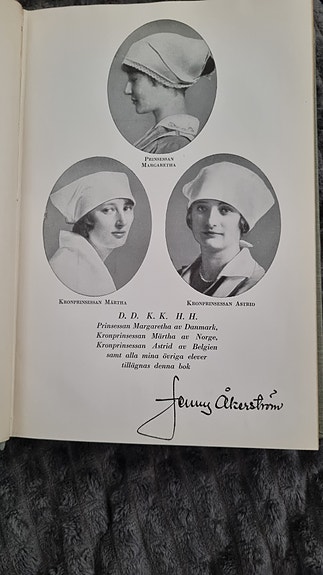 Prinsessan
Margaretha
Kronprinsessan Märtha
Kronprinsessan Astrid
D. D. K. K. H. H.
Prinsessan Margaretha av Danmark,
Kronprinsessan Märtha av Norge,
Kronprinsessan Astrid av Belgien
samt alla mina övriga elever
tillägnas denna bok
Jenny Åkerström